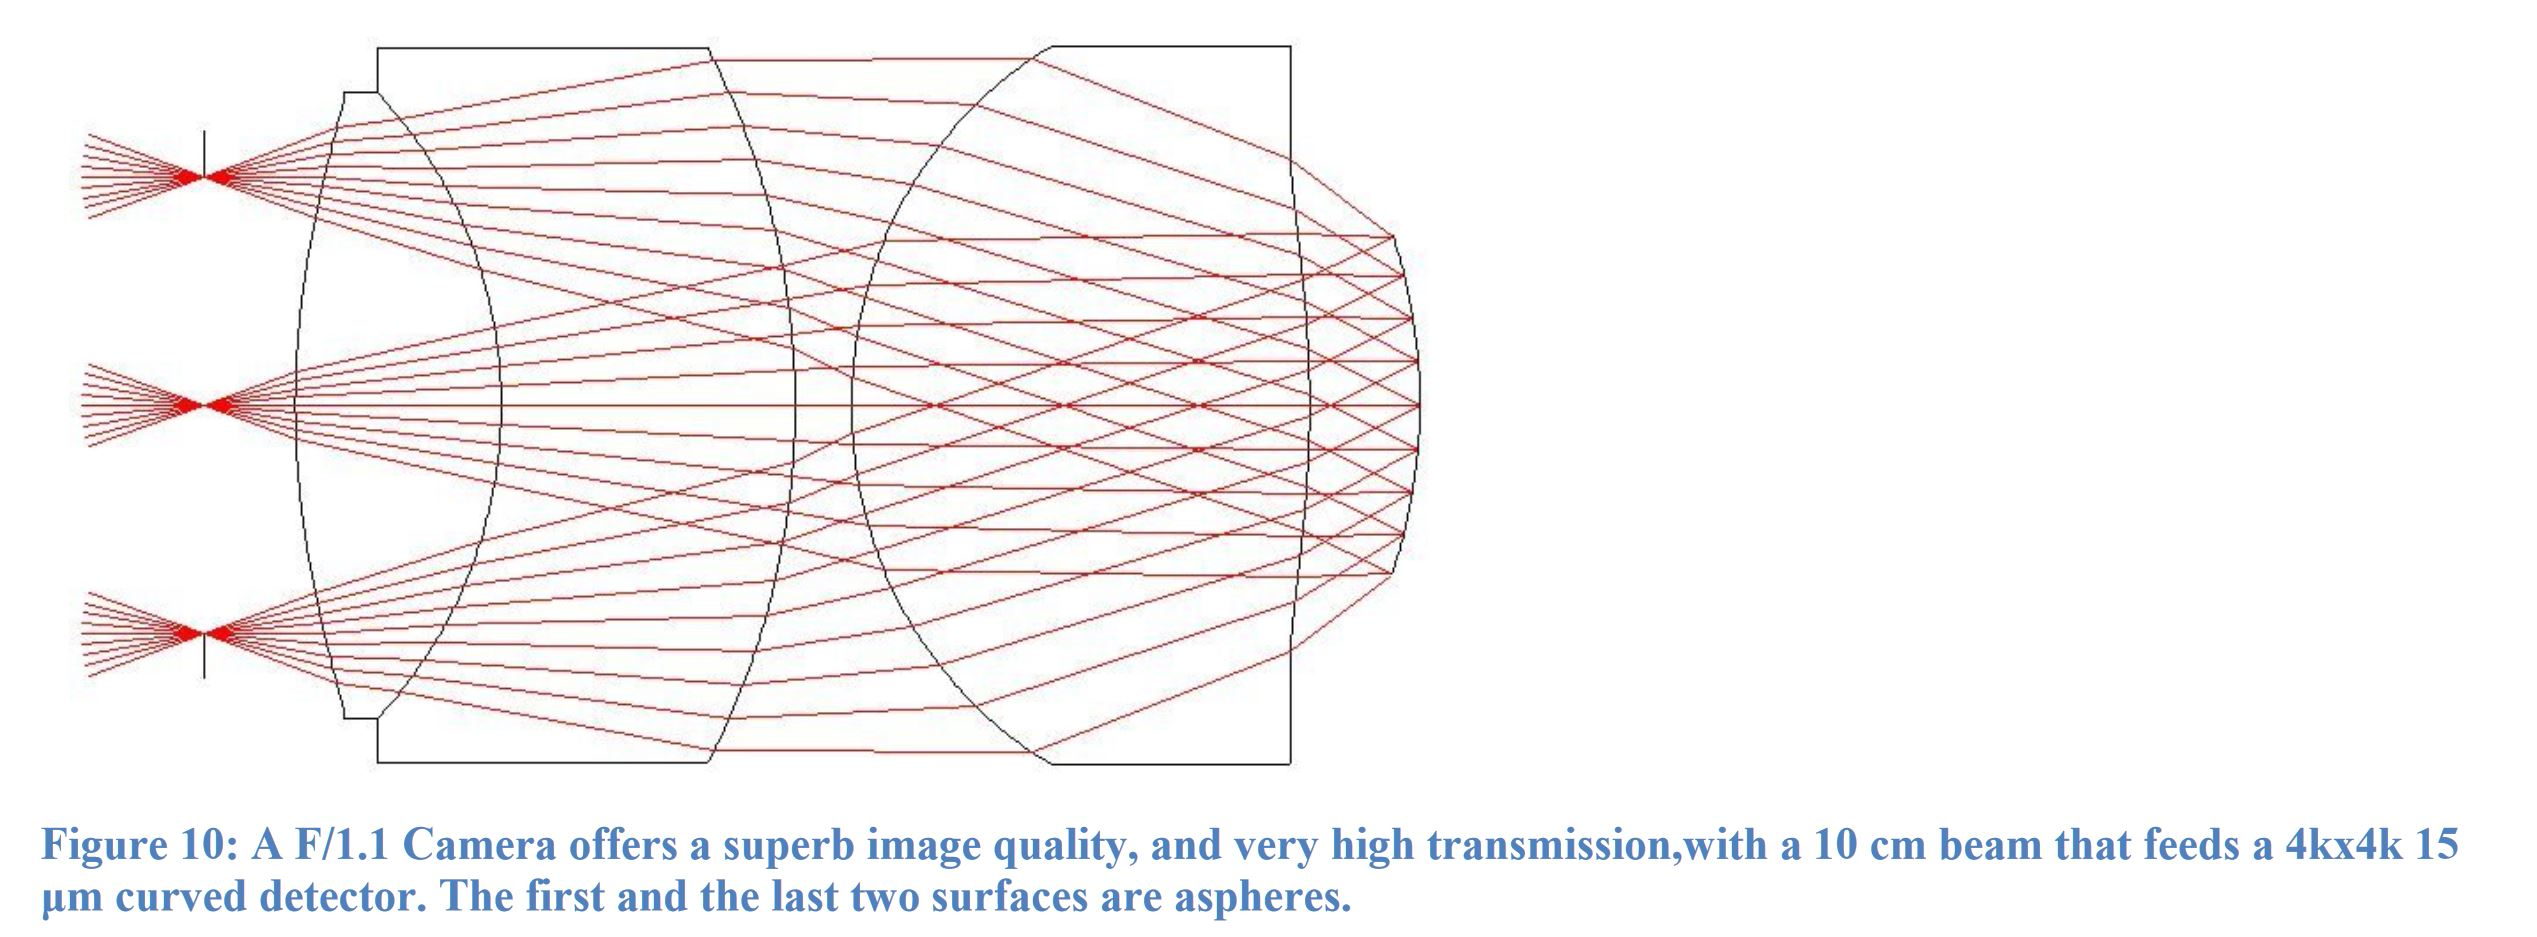 Figure 10: A F/1.1 Camera offers a superb image quality, and very high transmission,with a 10 cm beam that feeds a 4kx4k 15
µm curved detector. The first and the last two surfaces are aspheres.